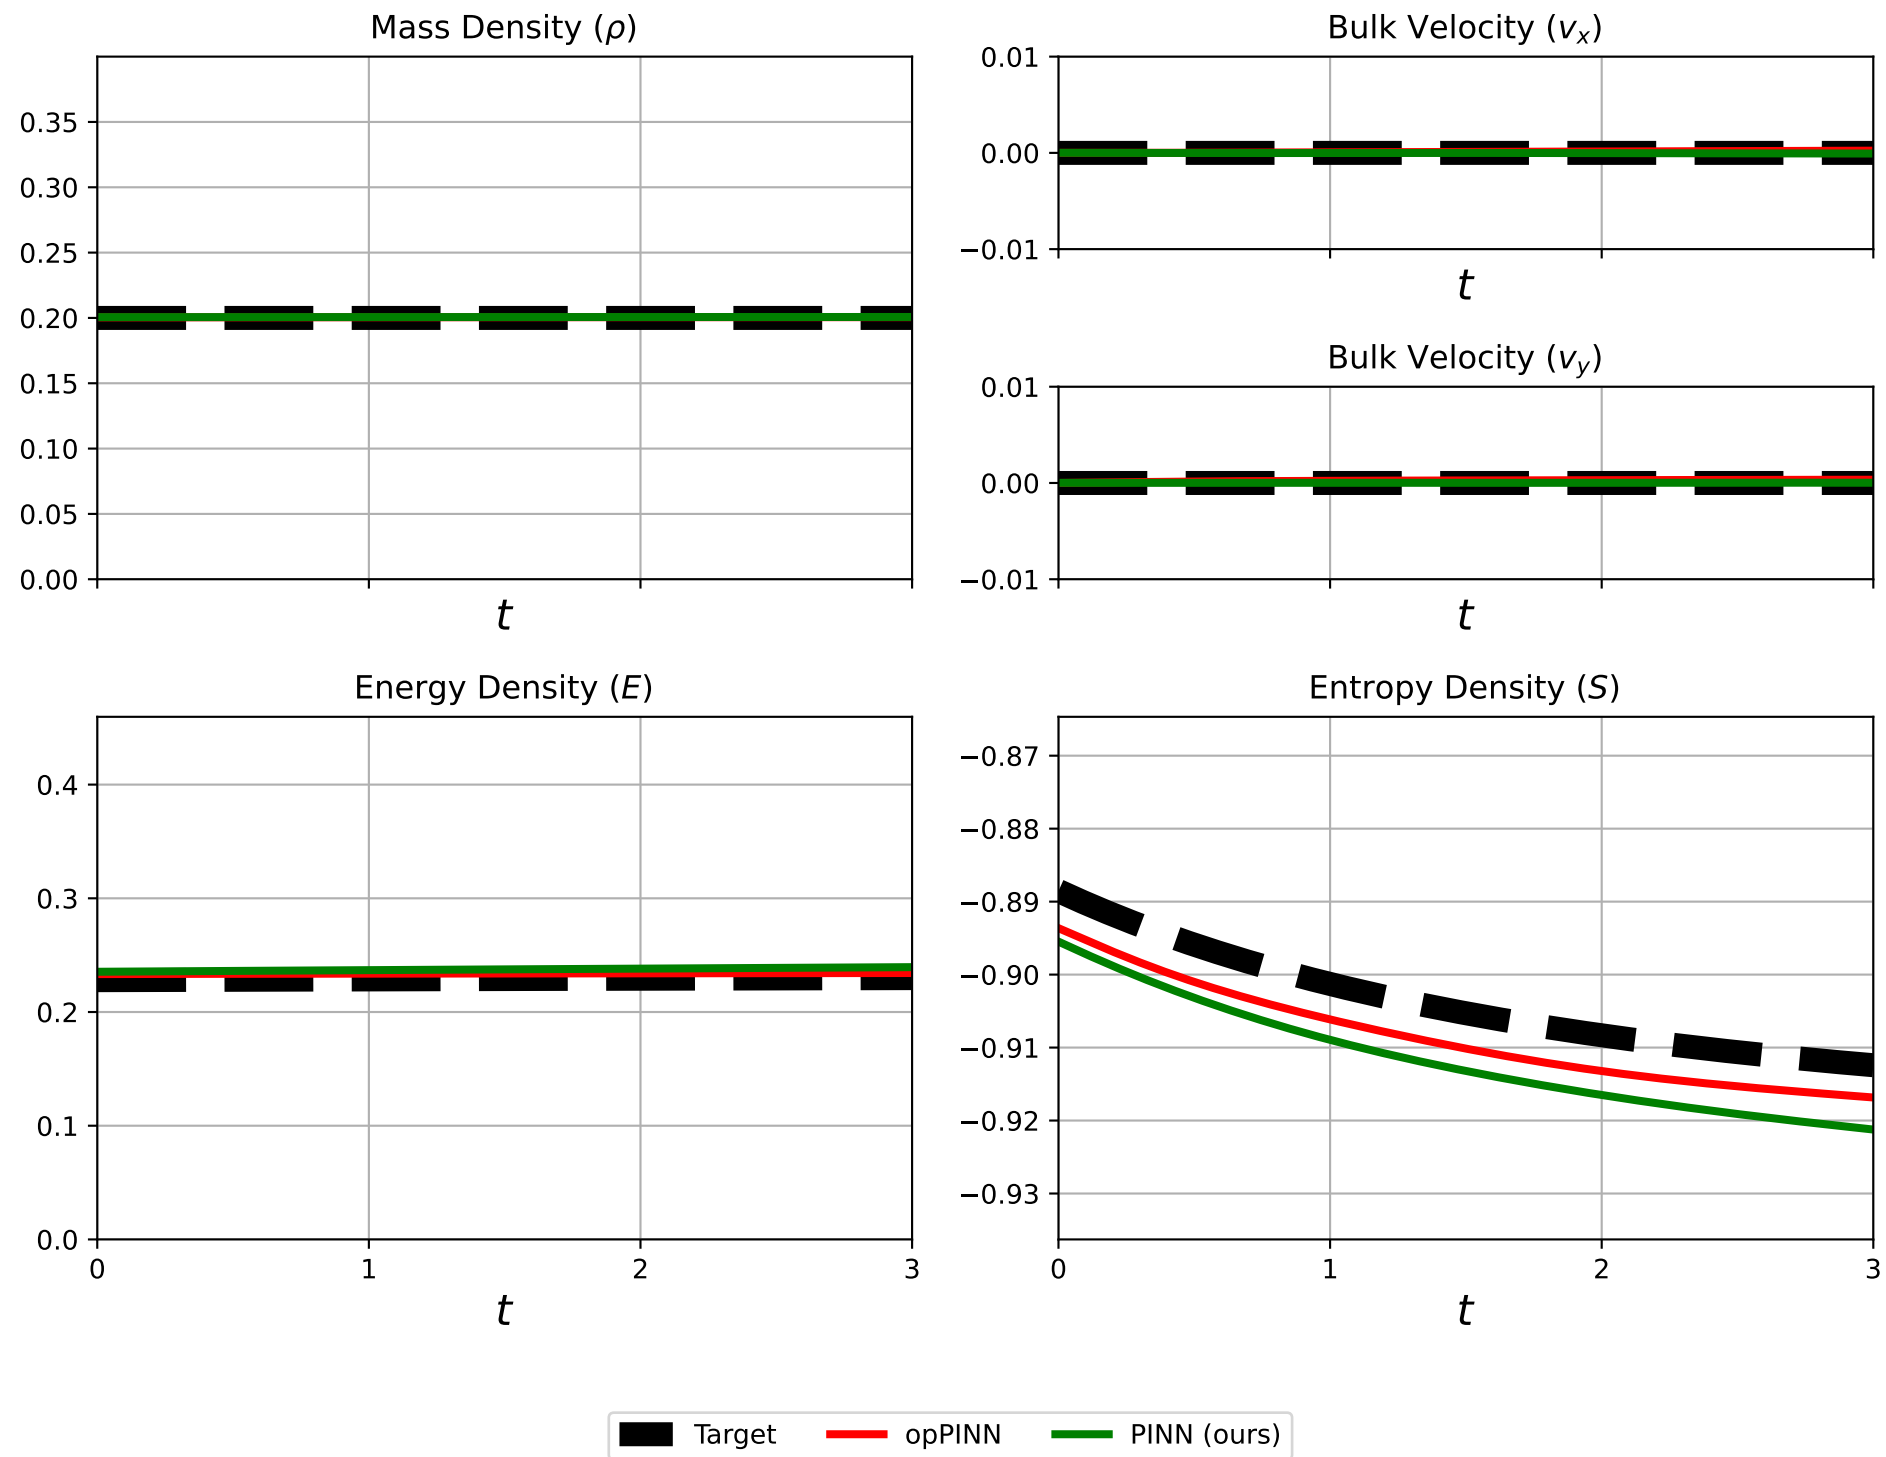 Mass Density (ρ)
0.35
0.30
0.25
0.20
0.15
0.10
0.05
0.00
t
Bulk Velocity (vₓ)
0.01
0.00
−0.01
t
Bulk Velocity (v_y)
0.01
0.00
−0.01
t
Energy Density (E)
0.4
0.3
0.2
0.1
0.0
0 1 2 3
t
Entropy Density (S)
−0.87
−0.88
−0.89
−0.90
−0.91
−0.92
−0.93
0 1 2 3
t
Target opPINN PINN (ours)